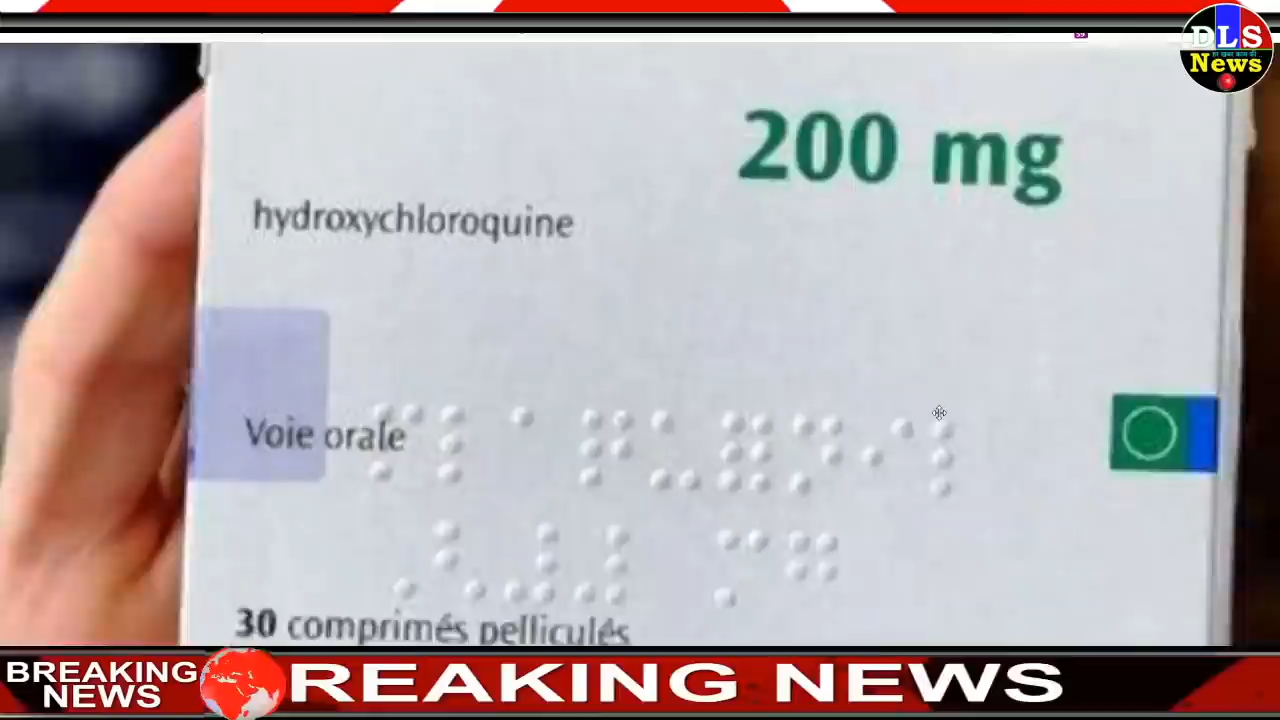 DLS
News
200 mg
hydroxychloroquine
Voie orale
30 comprimés pelliculés
BREAKING
NEWS
REAKING NEWS